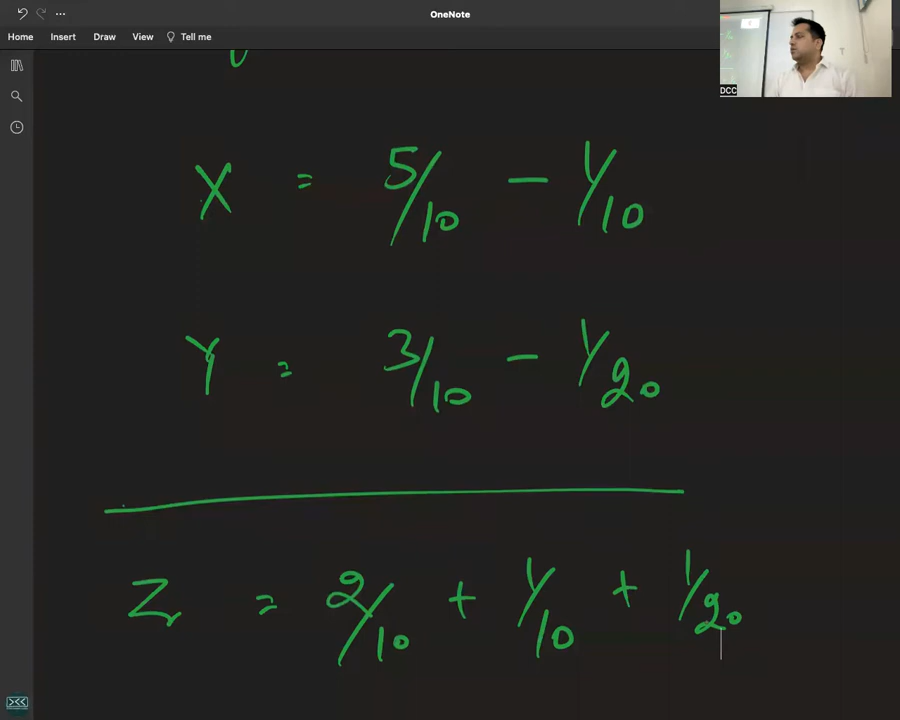 OneNote
Home Insert Draw View Tell me
DCC
X = 5/10 - 1/10
Y = 3/10 - 1/20
Z = 2/10 + 1/10 + 1/20